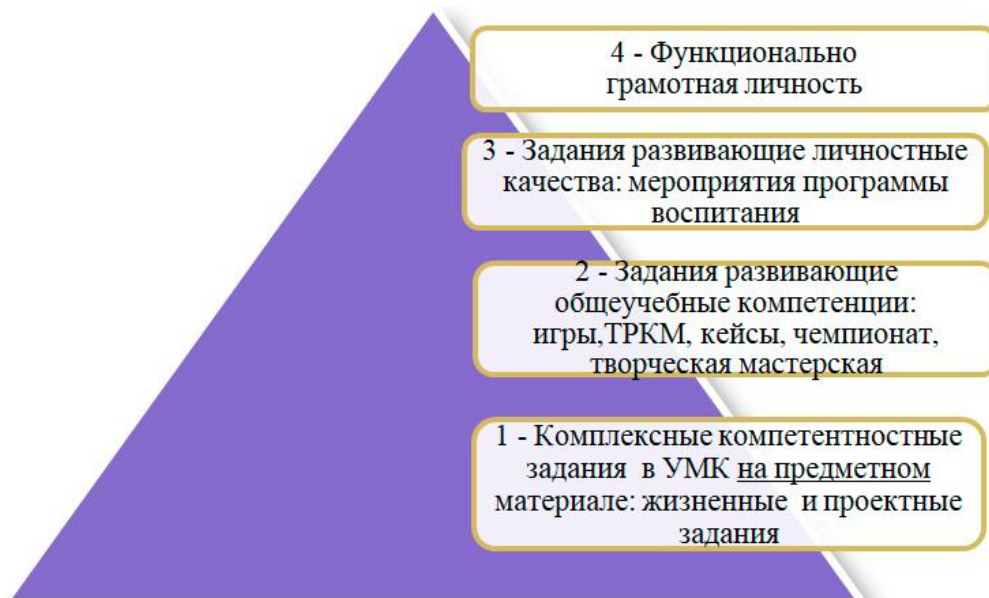 4 - Функционально
грамотная личность
3 - Задания развивающие личностные
качества: мероприятия программы
воспитания
2 - Задания развивающие
общеучебные компетенции:
игры,ТРКМ, кейсы, чемпионат,
творческая мастерская
1 - Комплексные компетентностные
задания в УМК на предметном
материале: жизненные и проектные
задания